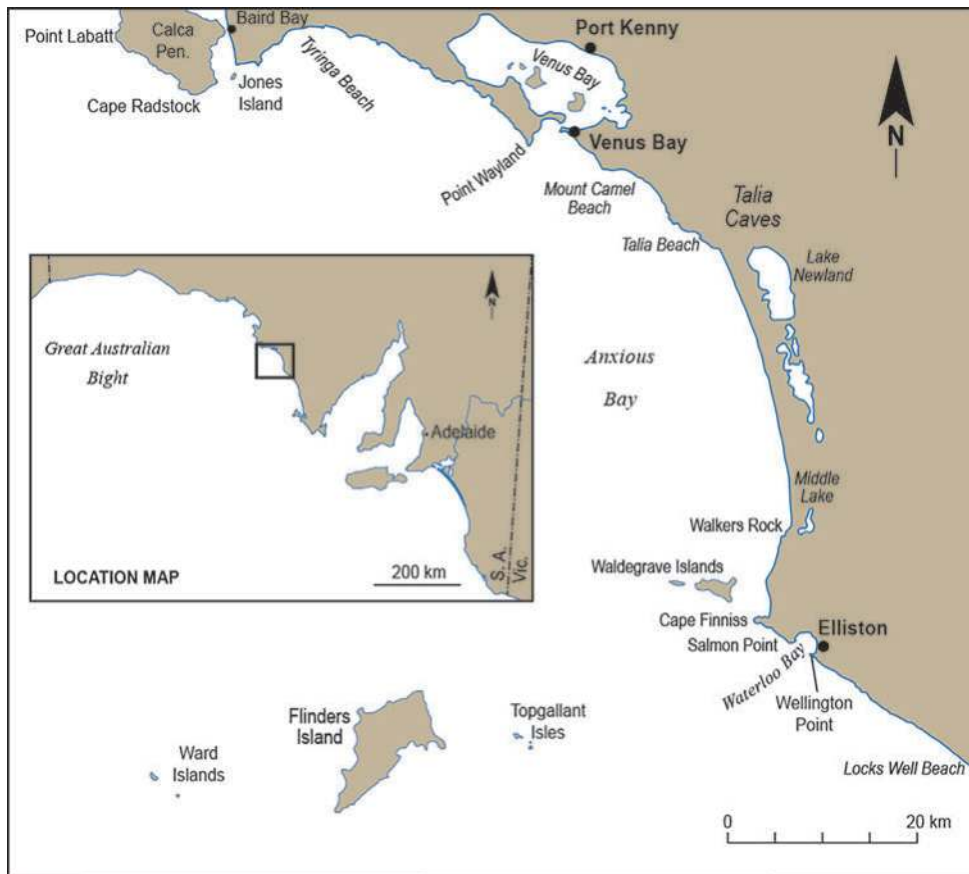 Baird Bay
Point Labatt
Calca
Pen.
Port Kenny
Tyringa Beach
Venus Bay
Jones
Island
Cape Radstock
N
Venus Bay
Point Wayland
Mount Camel
Beach
Talia
Caves
Talia Beach
Lake
Newland
N
Great Australian
Bight
Anxious
Bay
Adelaide
Middle
Lake
Walkers Rock
S.A.
Vic.
Waldegrave Islands
LOCATION MAP
200 km
Cape Finniss
Elliston
Salmon Point
Waterloo Bay
Wellington
Point
Flinders
Island
Topgallant
Isles
Ward
Islands
Locks Well Beach
0 20 km